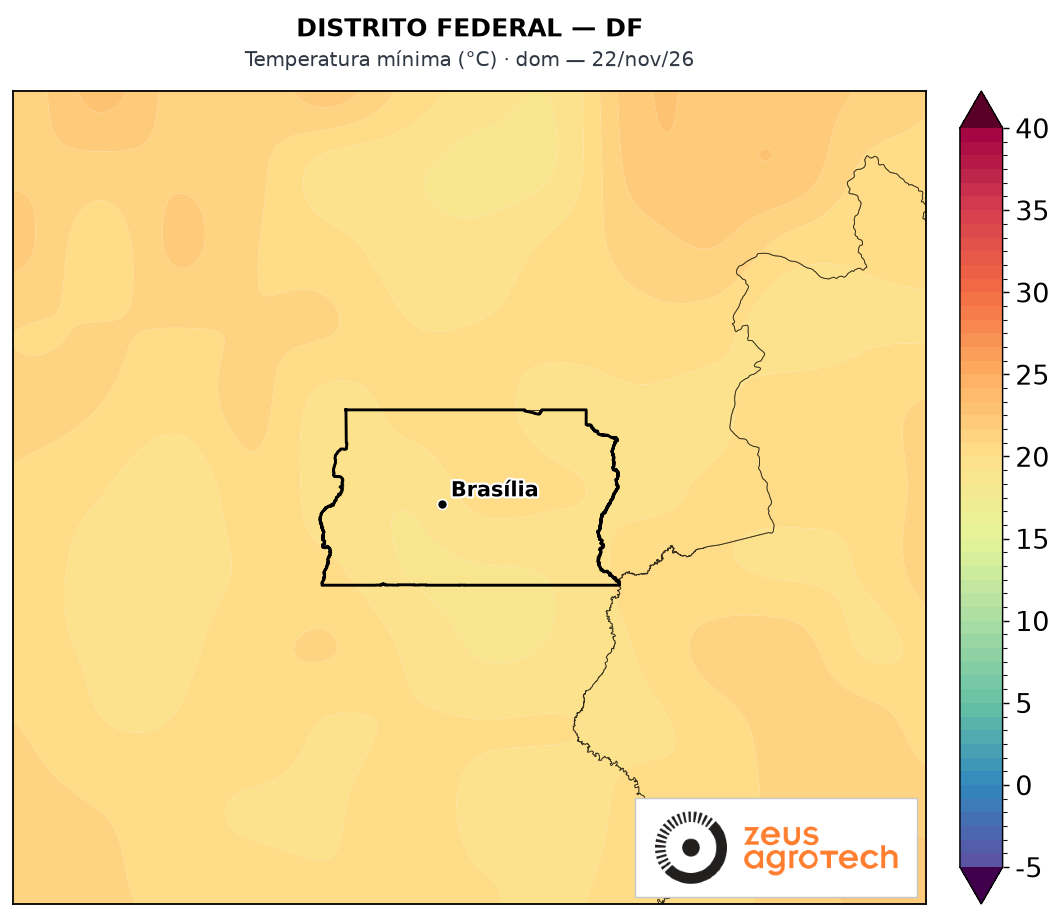 DISTRITO FEDERAL — DF
Temperatura mínima (°C) · dom — 22/nov/26
40
35
30
25
20
15
10
5
0
-5
Brasília
zeus
agrotech